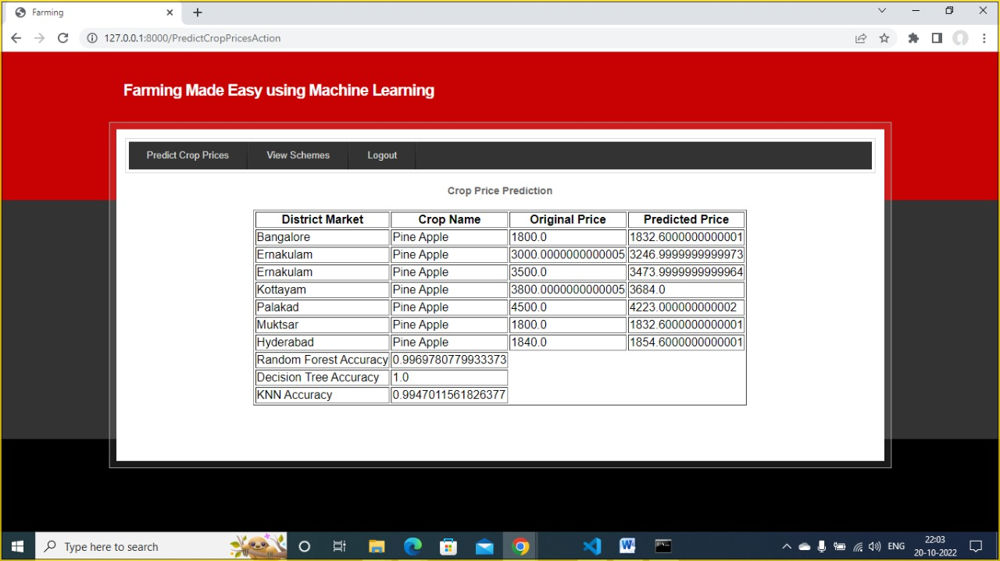 Farming
127.0.0.1:8000/PredictCropPricesAction
Farming Made Easy using Machine Learning
Predict Crop Prices View Schemes Logout
Crop Price Prediction
District Market Crop Name Original Price Predicted Price
Bangalore Pine Apple 1800.0 1832.6000000000001
Ernakulam Pine Apple 3000.0000000000005 3246.9999999999973
Ernakulam Pine Apple 3500.0 3473.9999999999964
Kottayam Pine Apple 3800.0000000000005 3684.0
Palakad Pine Apple 4500.0 4223.000000000002
Muktsar Pine Apple 1800.0 1832.6000000000001
Hyderabad Pine Apple 1840.0 1854.6000000000001
Random Forest Accuracy 0.9969780779933373
Decision Tree Accuracy 1.0
KNN Accuracy 0.9947011561826377
Type here to search
ENG
22:03
20-10-2022